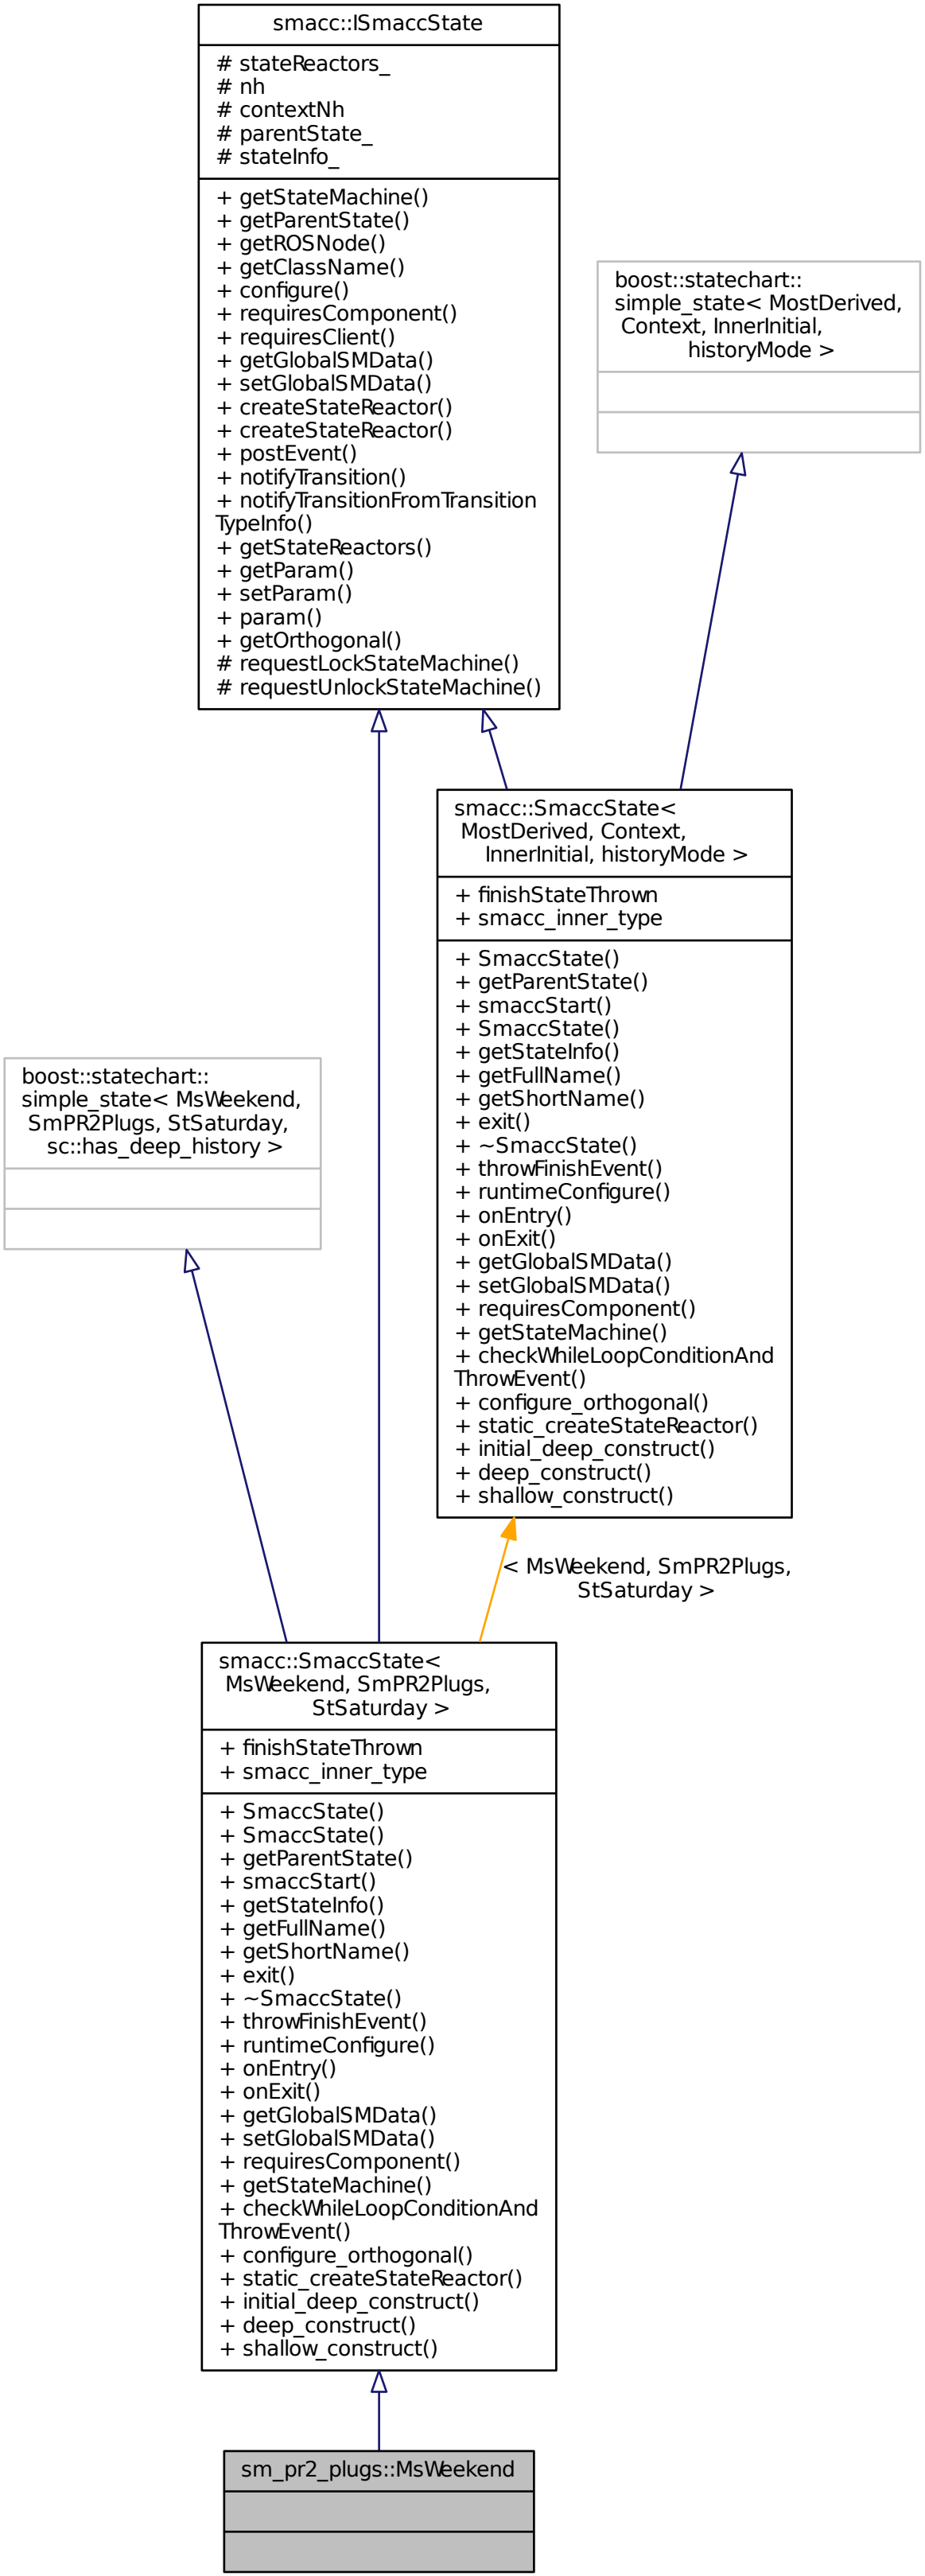 smacc::ISmaccState
# stateReactors_
# nh
# contextNh
# parentState_
# stateInfo_
+ getStateMachine()
+ getParentState()
+ getROSNode()
+ getClassName()
+ configure()
+ requiresComponent()
+ requiresClient()
+ getGlobalSMData()
+ setGlobalSMData()
+ createStateReactor()
+ createStateReactor()
+ postEvent()
+ notifyTransition()
+ notifyTransitionFromTransition
TypeInfo()
+ getStateReactors()
+ getParam()
+ setParam()
+ param()
+ getOrthogonal()
# requestLockStateMachine()
# requestUnlockStateMachine()
boost::statechart::
simple_state< MostDerived,
Context, InnerInitial,
historyMode >
smacc::SmaccState<
MostDerived, Context,
InnerInitial, historyMode >
+ finishStateThrown
+ smacc_inner_type
+ SmaccState()
+ getParentState()
+ smaccStart()
+ SmaccState()
+ getStateInfo()
+ getFullName()
+ getShortName()
+ exit()
+ ~SmaccState()
+ throwFinishEvent()
+ runtimeConfigure()
+ onEntry()
+ onExit()
+ getGlobalSMData()
+ setGlobalSMData()
+ requiresComponent()
+ getStateMachine()
+ checkWhileLoopConditionAnd
ThrowEvent()
+ configure_orthogonal()
+ static_createStateReactor()
+ initial_deep_construct()
+ deep_construct()
+ shallow_construct()
boost::statechart::
simple_state< MsWeekend,
SmPR2Plugs, StSaturday,
sc::has_deep_history >
< MsWeekend, SmPR2Plugs,
StSaturday >
smacc::SmaccState<
MsWeekend, SmPR2Plugs,
StSaturday >
+ finishStateThrown
+ smacc_inner_type
+ SmaccState()
+ SmaccState()
+ getParentState()
+ smaccStart()
+ getStateInfo()
+ getFullName()
+ getShortName()
+ exit()
+ ~SmaccState()
+ throwFinishEvent()
+ runtimeConfigure()
+ onEntry()
+ onExit()
+ getGlobalSMData()
+ setGlobalSMData()
+ requiresComponent()
+ getStateMachine()
+ checkWhileLoopConditionAnd
ThrowEvent()
+ configure_orthogonal()
+ static_createStateReactor()
+ initial_deep_construct()
+ deep_construct()
+ shallow_construct()
sm_pr2_plugs::MsWeekend